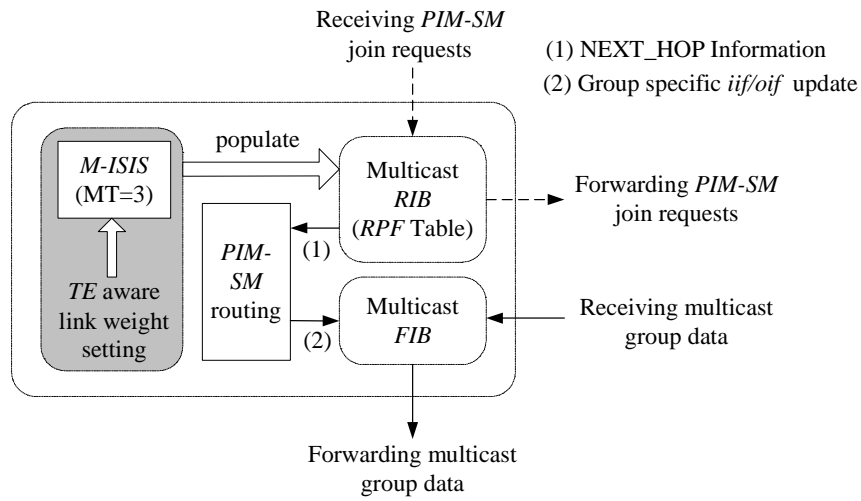 Receiving PIM-SM
join requests
(1) NEXT_HOP Information
(2) Group specific iif/oif update
populate
M-ISIS
(MT=3)
Multicast
RIB
(RPF Table)
Forwarding PIM-SM
join requests
(1)
PIM-
SM
routing
TE aware
link weight
setting
(2)
Multicast
FIB
Receiving multicast
group data
Forwarding multicast
group data